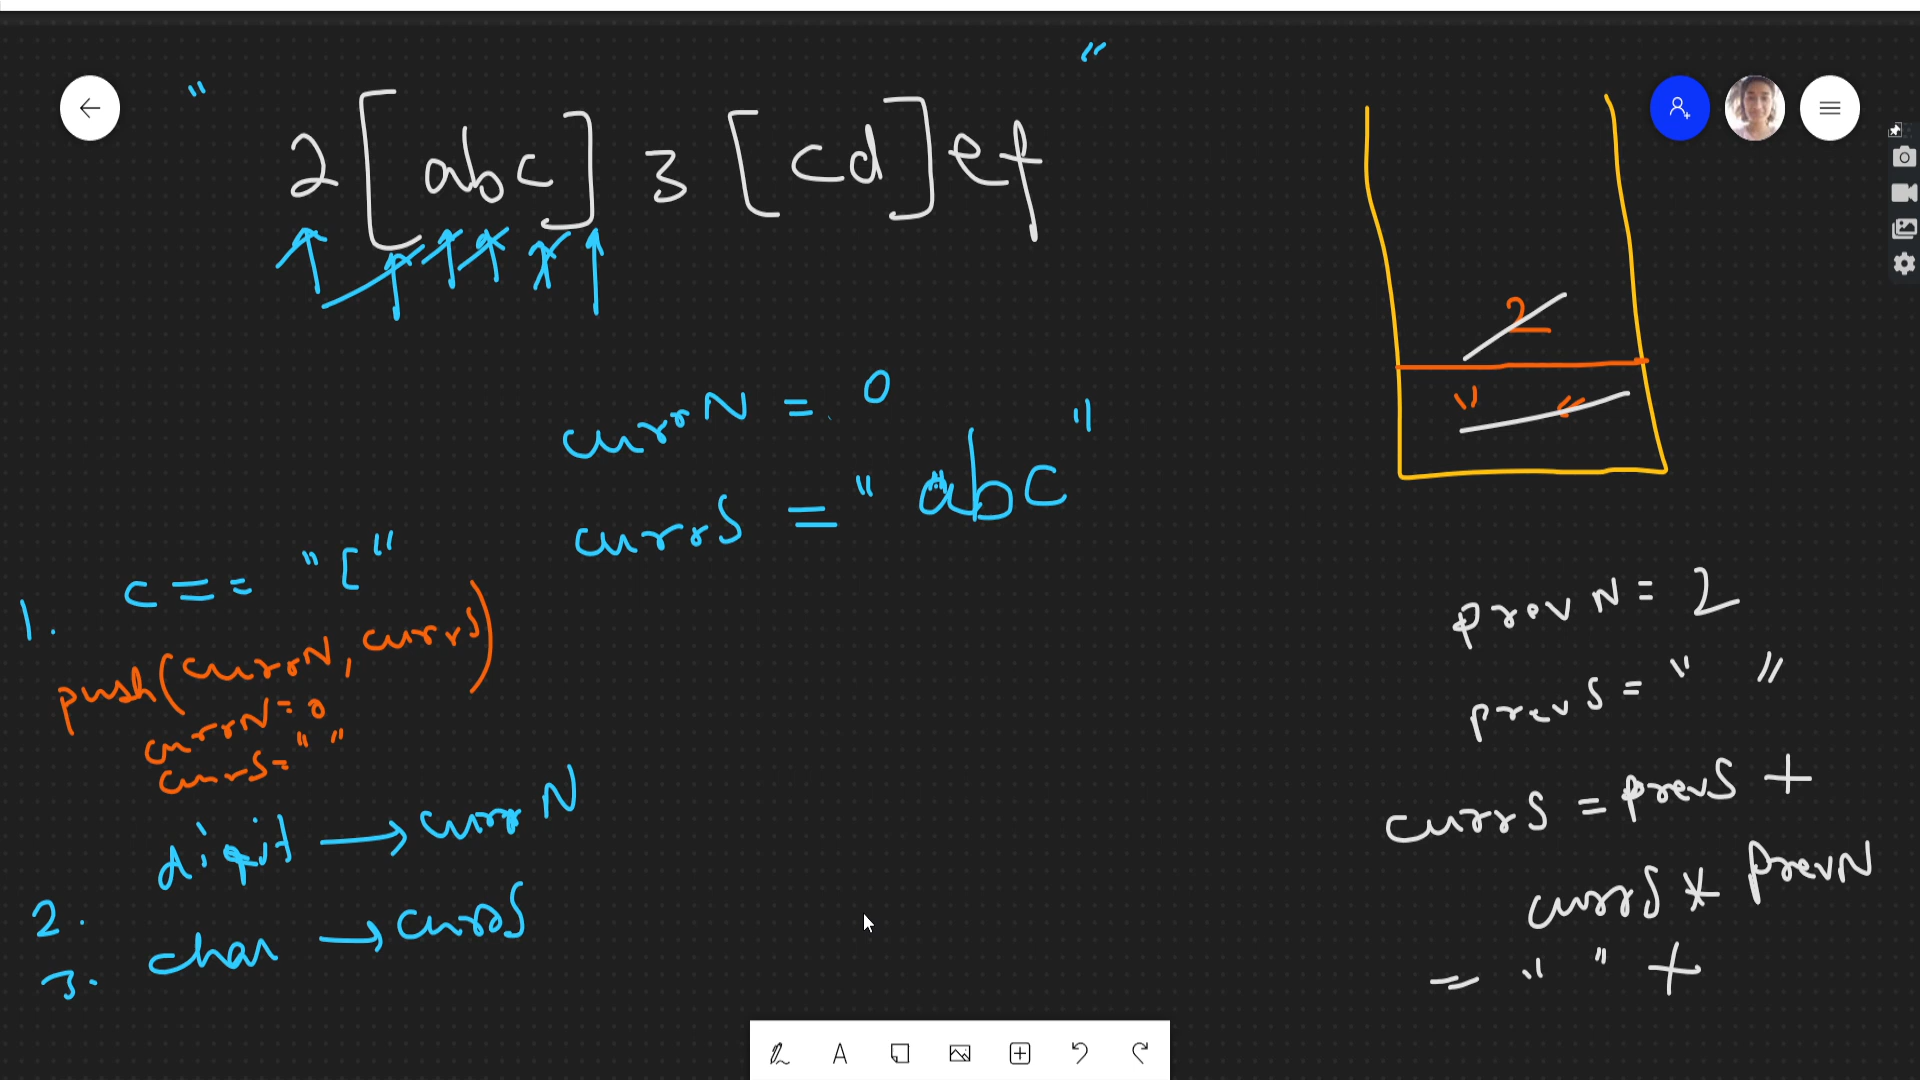 " 2 [abc] 3 [cd] ef "
2
" "
currN = 0
currS = " abc "
1. c == " [ "
push(currN, currS)
currN = 0
currS = " "
2. digit → currN
3. char → currS
prevN = 2
prevS = " "
currS = prevS +
currS * prevN
= " " +
A